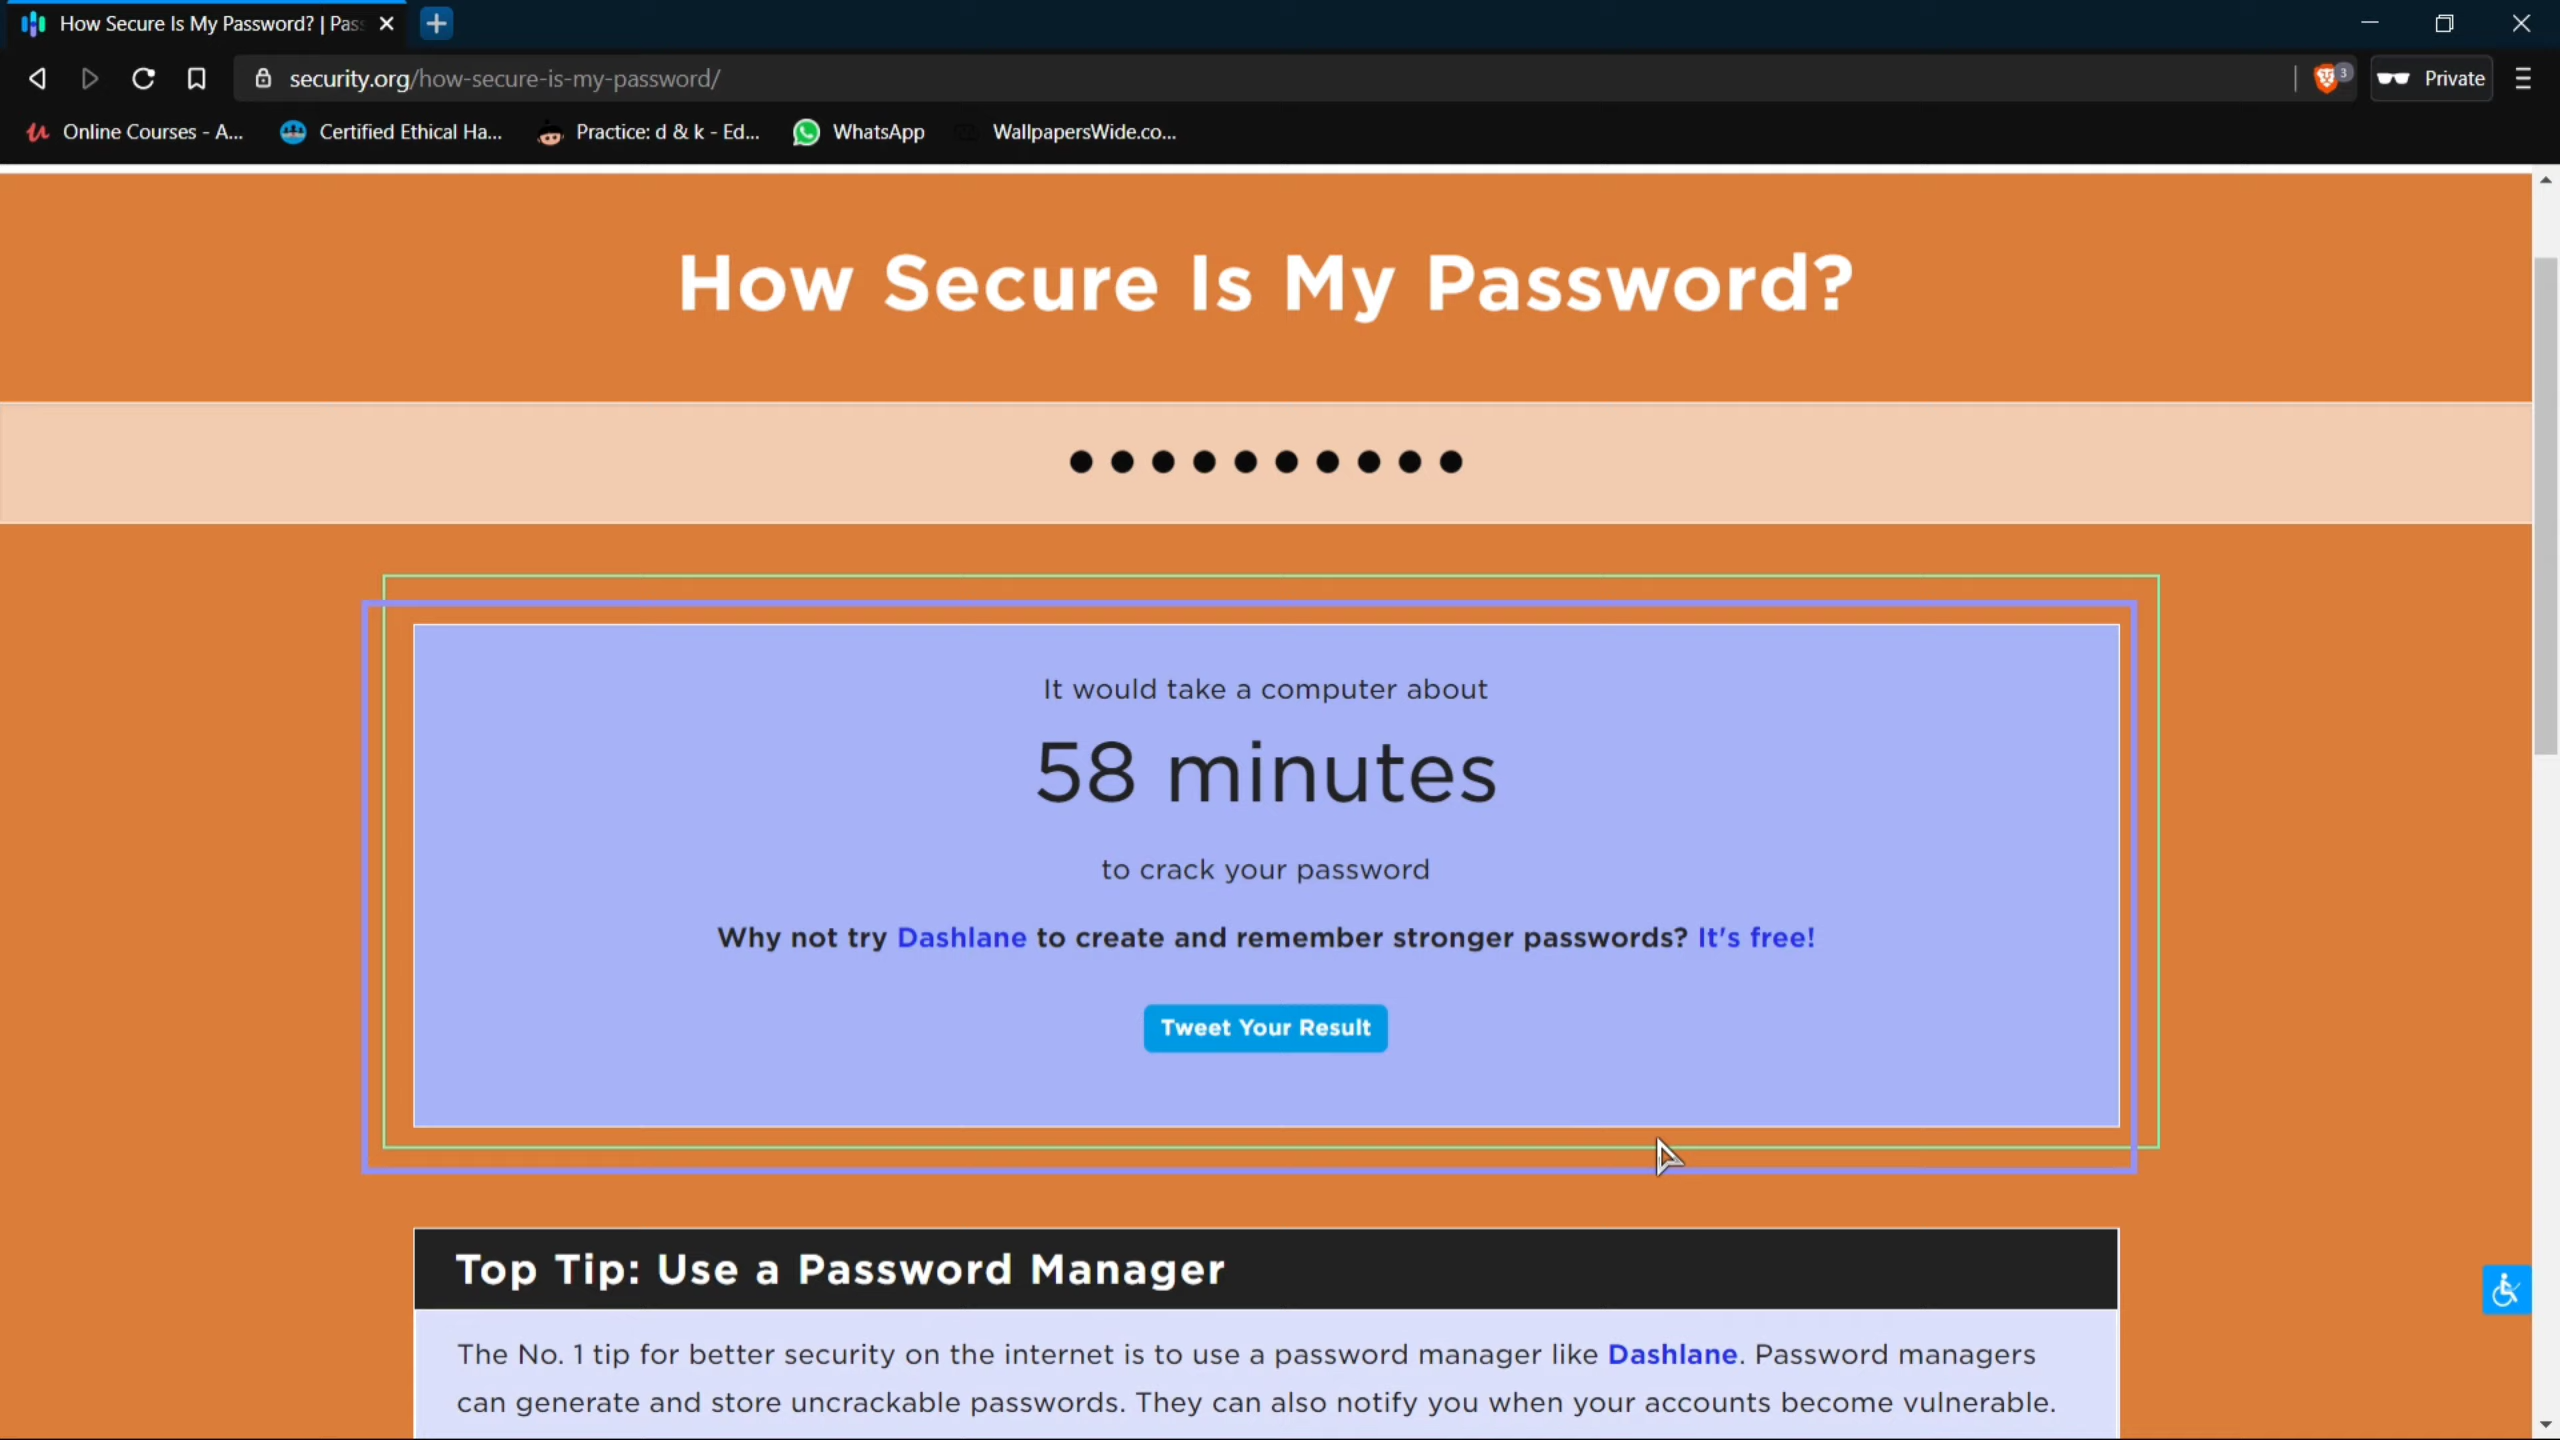 How Secure Is My Password? | Pas
security.org/how-secure-is-my-password/
3
Private
Online Courses - A...
Certified Ethical Ha...
Practice: d & k - Ed...
WhatsApp
WallpapersWide.co...
How Secure Is My Password?
It would take a computer about
58 minutes
to crack your password
Why not try Dashlane to create and remember stronger passwords? It's free!
Tweet Your Result
Top Tip: Use a Password Manager
The No. 1 tip for better security on the internet is to use a password manager like Dashlane. Password managers
can generate and store uncrackable passwords. They can also notify you when your accounts become vulnerable.